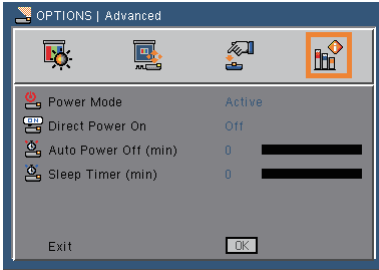 OPTIONS | Advanced
Power Mode Active
ON Direct Power On Off
Auto Power Off (min) 0
Sleep Timer (min) 0
Exit OK